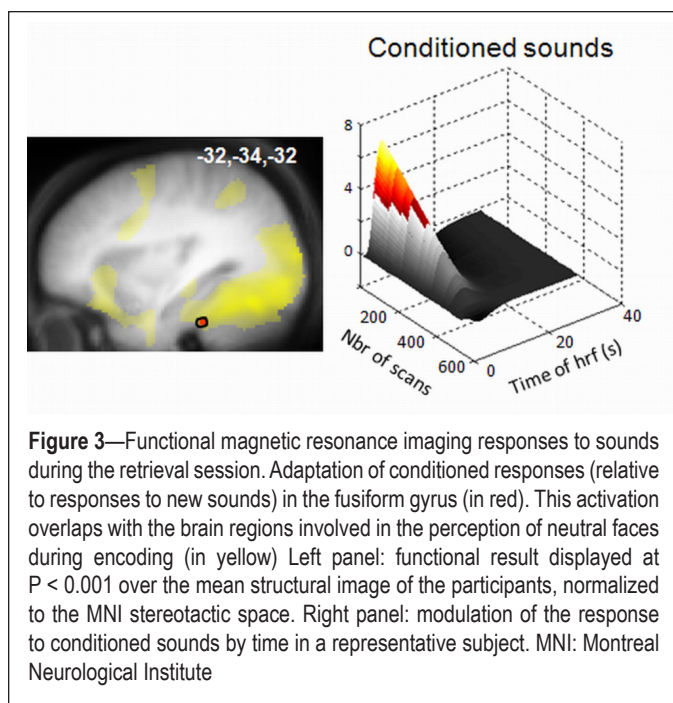 Conditioned sounds
-32,-34,-32
8
4
0
200
400
600
Nbr of scans
0
20
40
Time of hrf (s)
Figure 3—Functional magnetic resonance imaging responses to sounds
during the retrieval session. Adaptation of conditioned responses (relative
to responses to new sounds) in the fusiform gyrus (in red). This activation
overlaps with the brain regions involved in the perception of neutral faces
during encoding (in yellow) Left panel: functional result displayed at
P < 0.001 over the mean structural image of the participants, normalized
to the MNI stereotactic space. Right panel: modulation of the response
to conditioned sounds by time in a representative subject. MNI: Montreal
Neurological Institute